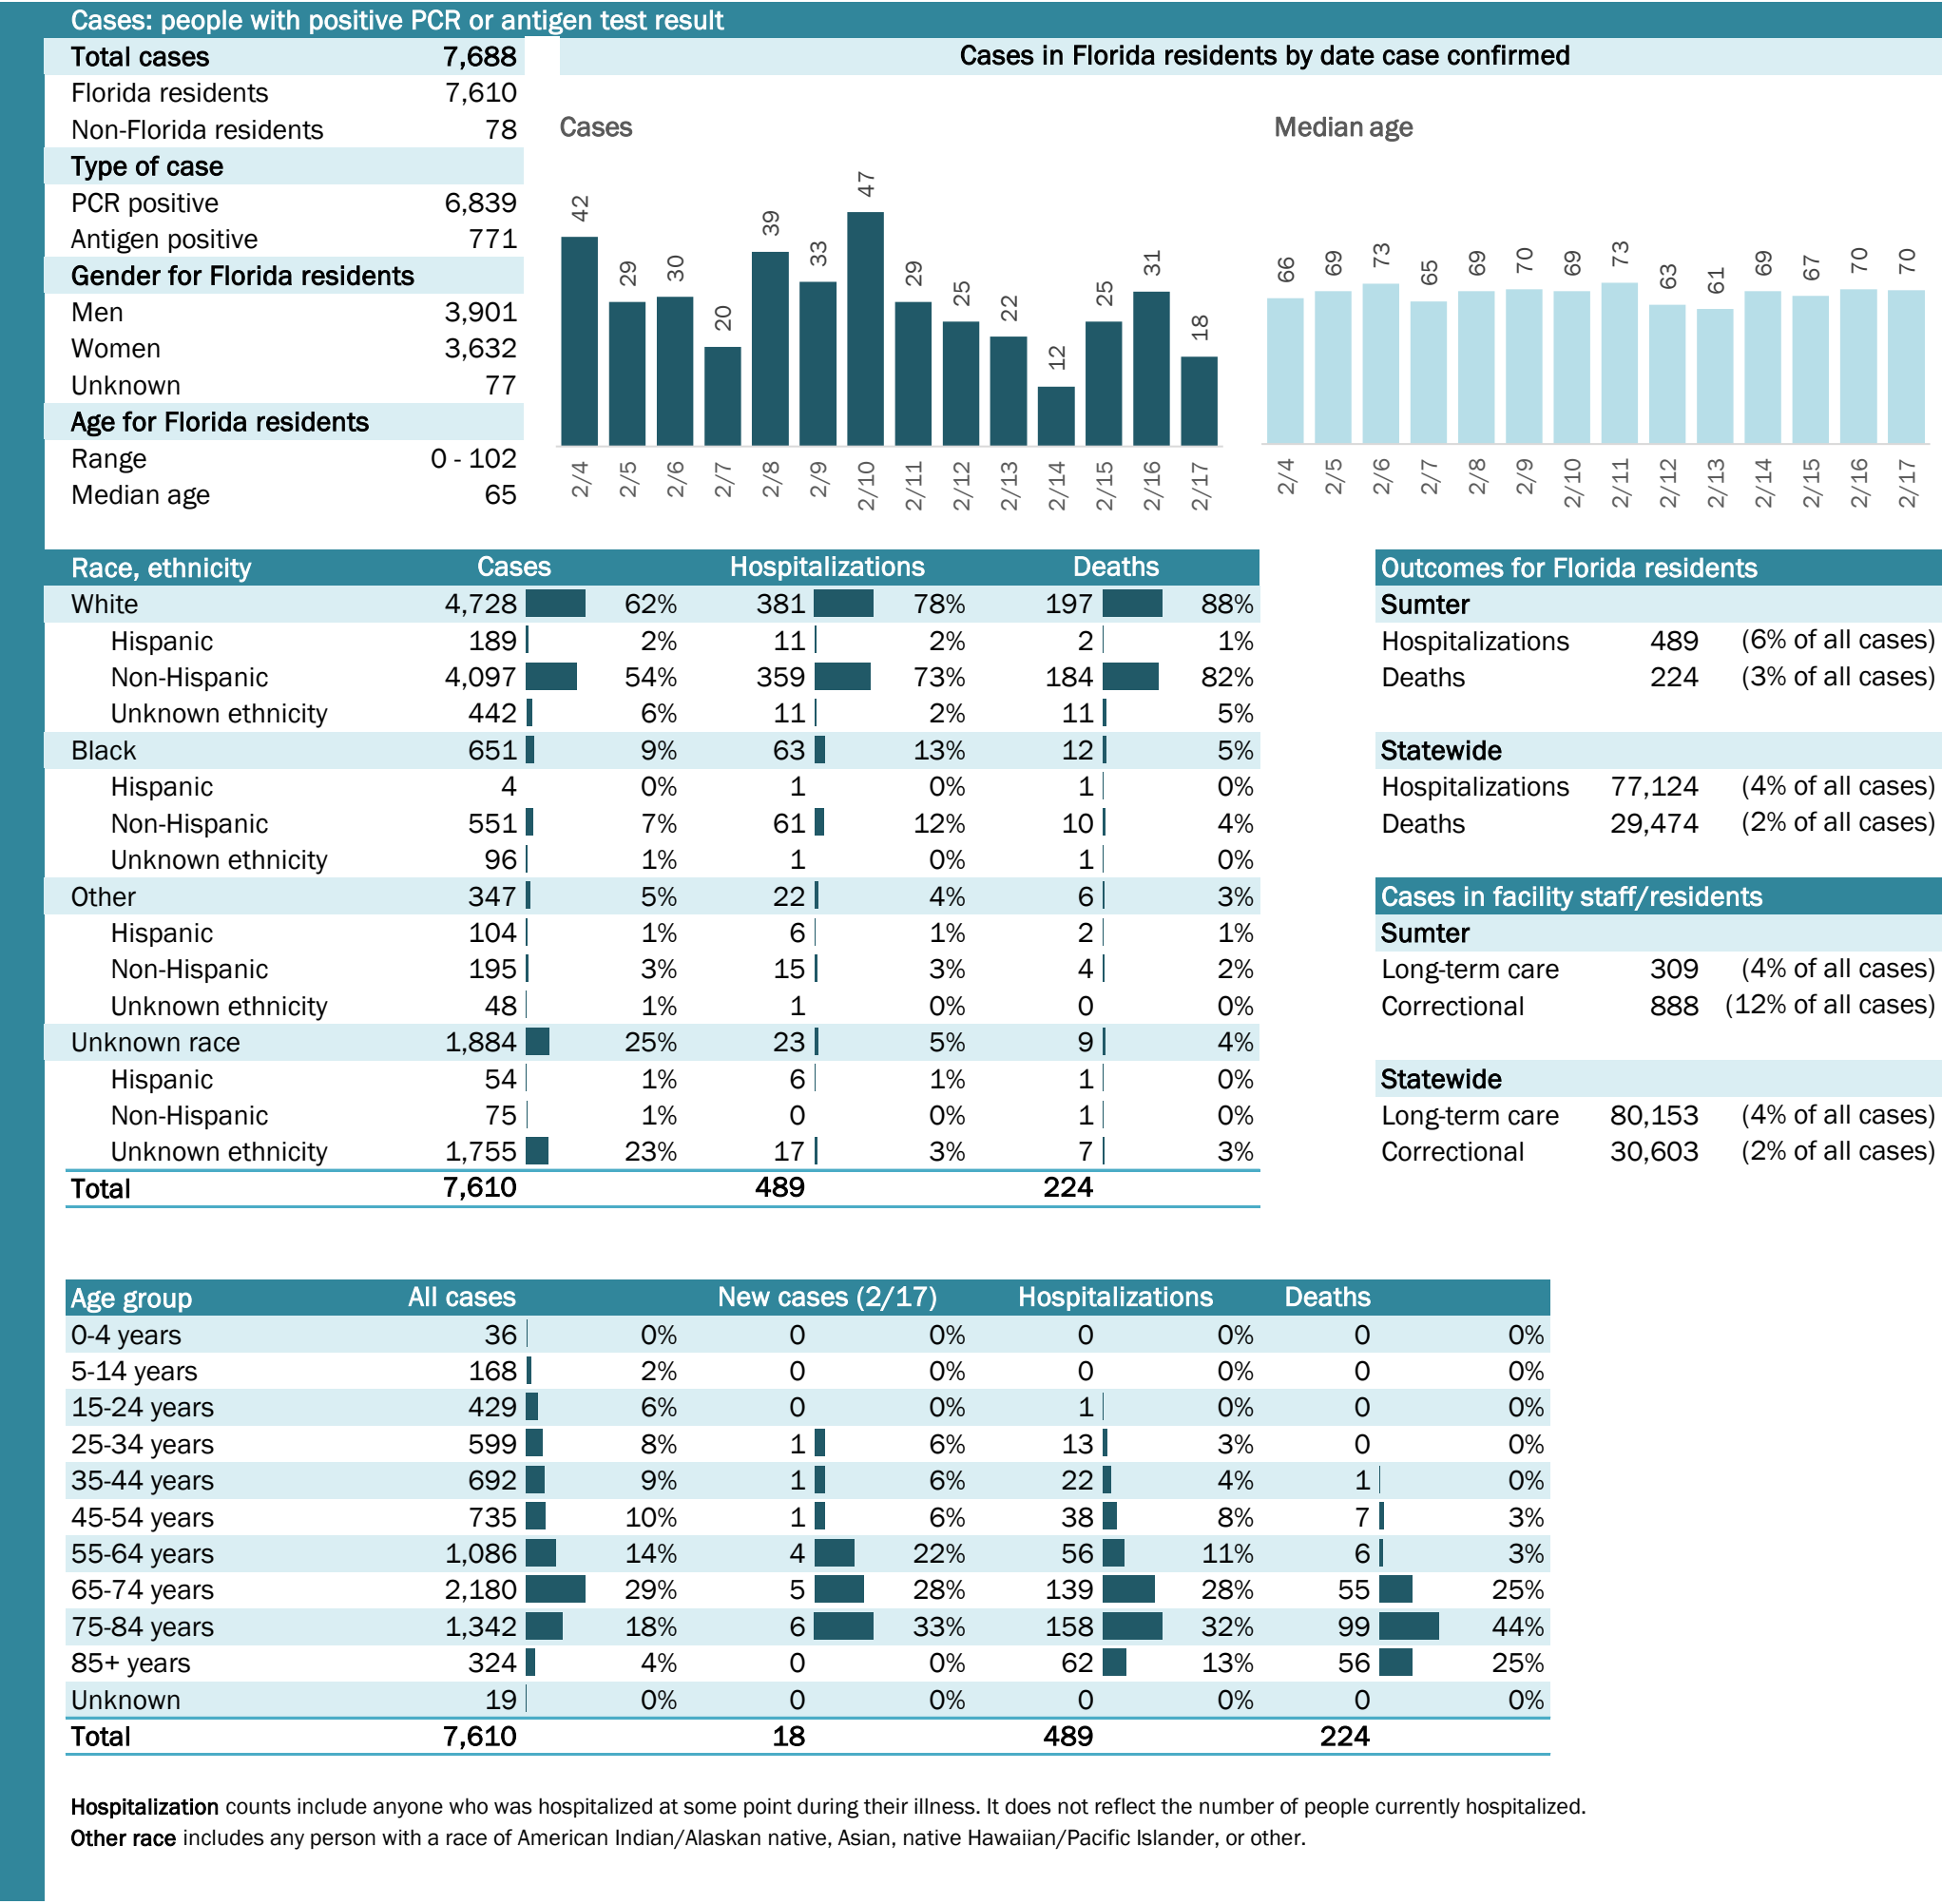 Cases: people with positive PCR or antigen test result
Total cases 7,688
Florida residents 7,610
Non-Florida residents 78
Type of case
PCR positive 6,839
Antigen positive 771
Gender for Florida residents
Men 3,901
Women 3,632
Unknown 77
Age for Florida residents
Range 0 - 102
Median age 65
Cases in Florida residents by date case confirmed
Cases
42 29 30 20 39 33 47 29 25 22 12 25 31 18
2/4 2/5 2/6 2/7 2/8 2/9 2/10 2/11 2/12 2/13 2/14 2/15 2/16 2/17
Median age
66 69 73 65 69 70 69 73 63 61 69 67 70 70
2/4 2/5 2/6 2/7 2/8 2/9 2/10 2/11 2/12 2/13 2/14 2/15 2/16 2/17
Race, ethnicity Cases Hospitalizations Deaths
White 4,728 62% 381 78% 197 88%
Hispanic 189 2% 11 2% 2 1%
Non-Hispanic 4,097 54% 359 73% 184 82%
Unknown ethnicity 442 6% 11 2% 11 5%
Black 651 9% 63 13% 12 5%
Hispanic 4 0% 1 0% 1 0%
Non-Hispanic 551 7% 61 12% 10 4%
Unknown ethnicity 96 1% 1 0% 1 0%
Other 347 5% 22 4% 6 3%
Hispanic 104 1% 6 1% 2 1%
Non-Hispanic 195 3% 15 3% 4 2%
Unknown ethnicity 48 1% 1 0% 0 0%
Unknown race 1,884 25% 23 5% 9 4%
Hispanic 54 1% 6 1% 1 0%
Non-Hispanic 75 1% 0 0% 1 0%
Unknown ethnicity 1,755 23% 17 3% 7 3%
Total 7,610 489 224
Outcomes for Florida residents
Sumter
Hospitalizations 489 (6% of all cases)
Deaths 224 (3% of all cases)
Statewide
Hospitalizations 77,124 (4% of all cases)
Deaths 29,474 (2% of all cases)
Cases in facility staff/residents
Sumter
Long-term care 309 (4% of all cases)
Correctional 888 (12% of all cases)
Statewide
Long-term care 80,153 (4% of all cases)
Correctional 30,603 (2% of all cases)
Age group All cases New cases (2/17) Hospitalizations Deaths
0-4 years 36 0% 0 0% 0 0% 0 0%
5-14 years 168 2% 0 0% 0 0% 0 0%
15-24 years 429 6% 0 0% 1 0% 0 0%
25-34 years 599 8% 1 6% 13 3% 0 0%
35-44 years 692 9% 1 6% 22 4% 1 0%
45-54 years 735 10% 1 6% 38 8% 7 3%
55-64 years 1,086 14% 4 22% 56 11% 6 3%
65-74 years 2,180 29% 5 28% 139 28% 55 25%
75-84 years 1,342 18% 6 33% 158 32% 99 44%
85+ years 324 4% 0 0% 62 13% 56 25%
Unknown 19 0% 0 0% 0 0% 0 0%
Total 7,610 18 489 224
Hospitalization counts include anyone who was hospitalized at some point during their illness. It does not reflect the number of people currently hospitalized.
Other race includes any person with a race of American Indian/Alaskan native, Asian, native Hawaiian/Pacific Islander, or other.